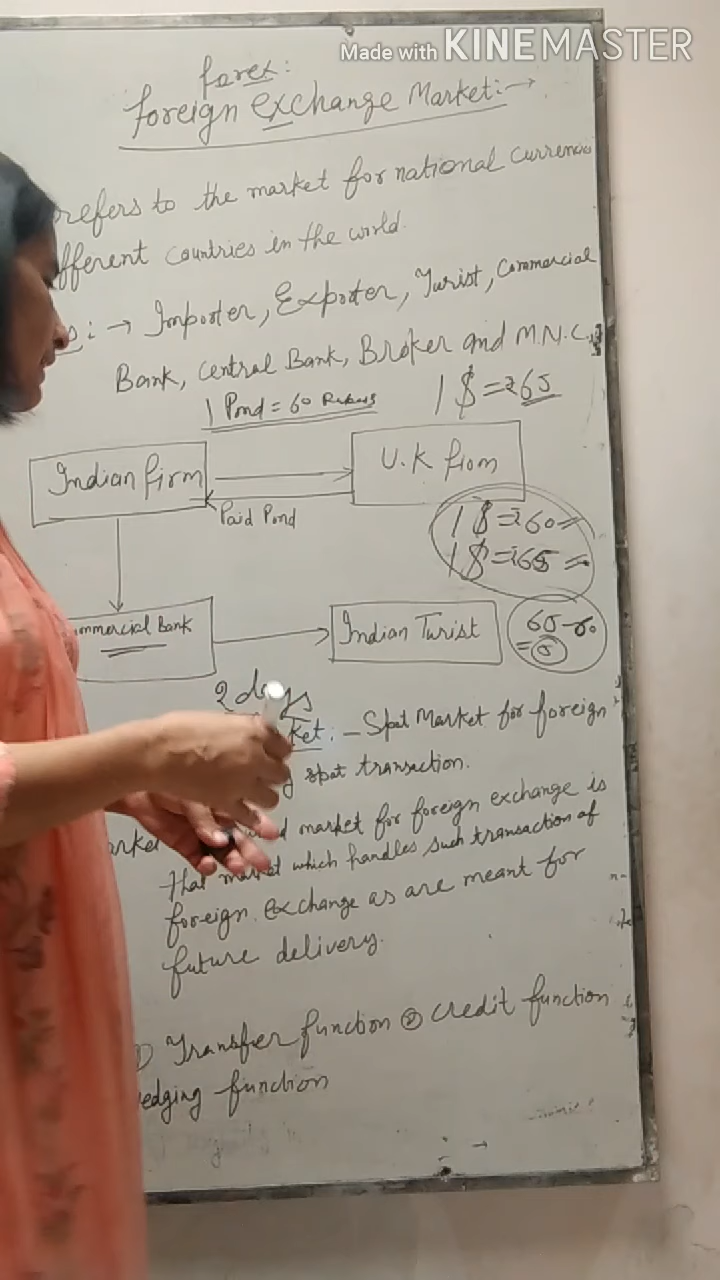 Made with KINEMASTER
forex:
Foreign Exchange Market:-→
refers to the market for national currencies
fferent countries in the world.
s: → Importer, Exporter, Turist, Commercial
Bank, Central Bank, Broker and M.N.C.
1 Pond = 60 Rupees
1 $ = ₹65
Indian firm
U.K firm
Paid Pond
1 $ = ₹60
1 $ = ₹65
mmercial Bank
Indian Turist
65-60
= 5
2 days
ket:- Spot Market for foreign
spot transaction.
arke market for foreign exchange is
that market which handles such transaction of
foreign exchange as are meant for
future delivery.
Transfer function ② Credit function
edging function